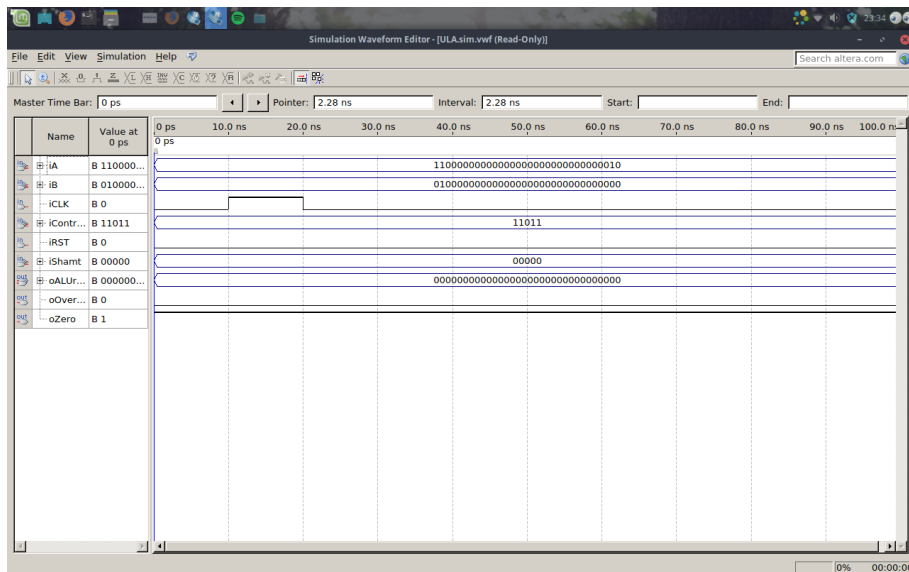 23:34
Simulation Waveform Editor - [ULA.sim.vwf (Read-Only)]
File Edit View Simulation Help
Search altera.com
Master Time Bar: 0 ps Pointer: 2.28 ns Interval: 2.28 ns Start: End:
Name Value at 0 ps
0 ps 10.0 ns 20.0 ns 30.0 ns 40.0 ns 50.0 ns 60.0 ns 70.0 ns 80.0 ns 90.0 ns 100.0 n
0 ps
iA B 110000... 11000000000000000000000000000010
iB B 010000... 01000000000000000000000000000000
iCLK B 0
iContr... B 11011 11011
iRST B 0
iShamt B 00000 00000
oALUr... B 000000... 00000000000000000000000000000000
oOver... B 0
oZero B 1
0% 00:00:0